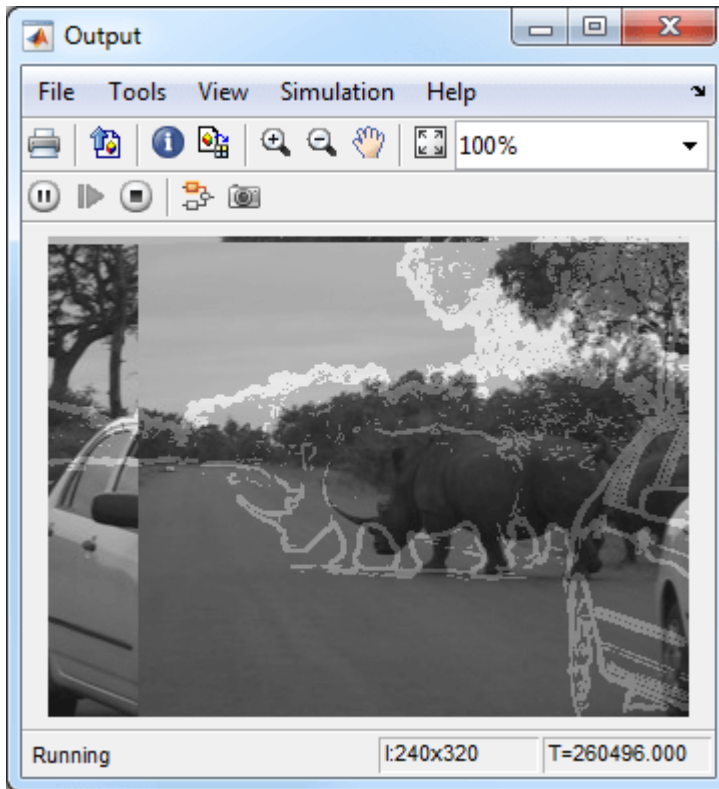 Output
File Tools View Simulation Help
100%
Running I:240x320 T=260496.000